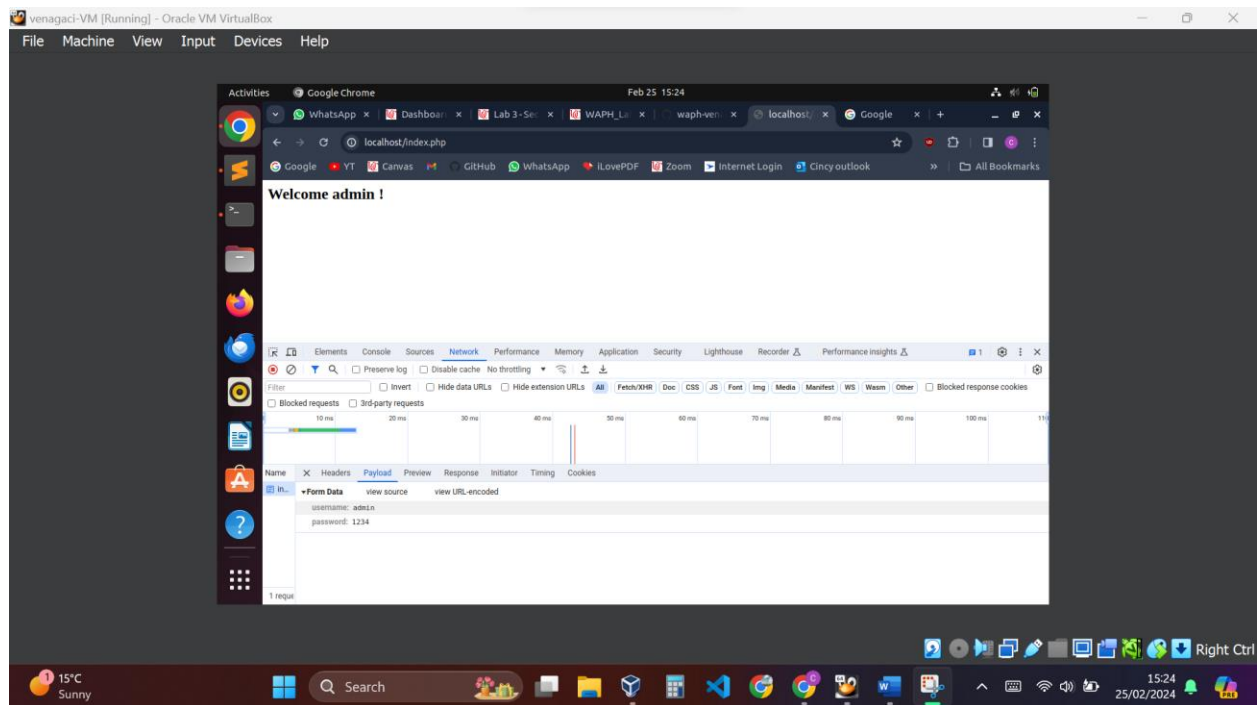 venagaci-VM [Running] - Oracle VM VirtualBox
File Machine View Input Devices Help
Activities Google Chrome Feb 25 15:24
WhatsApp Dashboar Lab 3 - Sec WAPH_La waph-ven localhost/ Google
localhost/index.php
Google YT Canvas GitHub WhatsApp iLovePDF Zoom Internet Login Cincy outlook » All Bookmarks
Welcome admin !
Elements Console Sources Network Performance Memory Application Security Lighthouse Recorder Performance insights 1
Preserve log Disable cache No throttling
Filter Invert Hide data URLs Hide extension URLs All Fetch/XHR Doc CSS JS Font Img Media Manifest WS Wasm Other Blocked response cookies
Blocked requests 3rd-party requests
10 ms 20 ms 30 ms 40 ms 50 ms 60 ms 70 ms 80 ms 90 ms 100 ms 110
Name Headers Payload Preview Response Initiator Timing Cookies
in... Form Data view source view URL-encoded
username: admin
password: 1234
1 reque
Right Ctrl
1 15°C Search 15:24
Sunny 25/02/2024 PRE